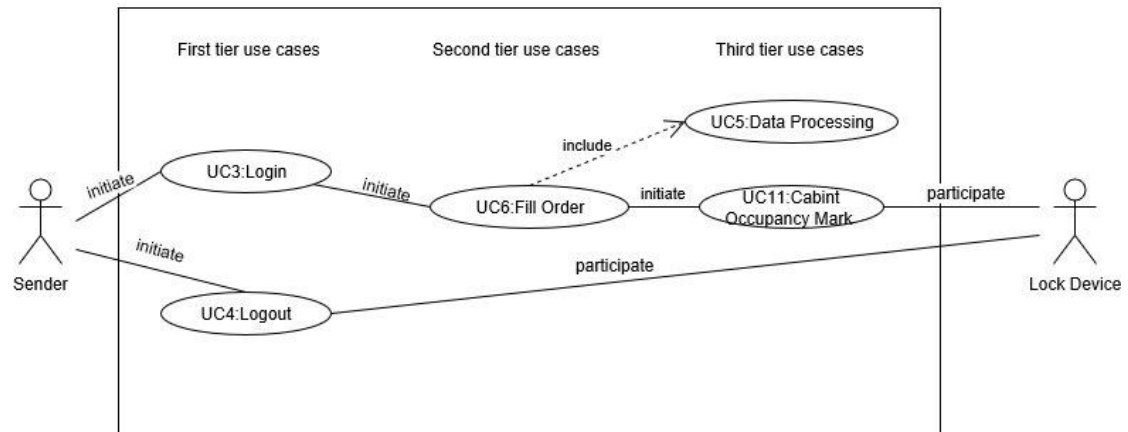 First tier use cases
Second tier use cases
Third tier use cases
UC5:Data Processing
include
UC3:Login
initiate
initiate
UC6:Fill Order
initiate
UC11:Cabint
Occupancy Mark
participate
initiate
Sender
participate
Lock Device
UC4:Logout